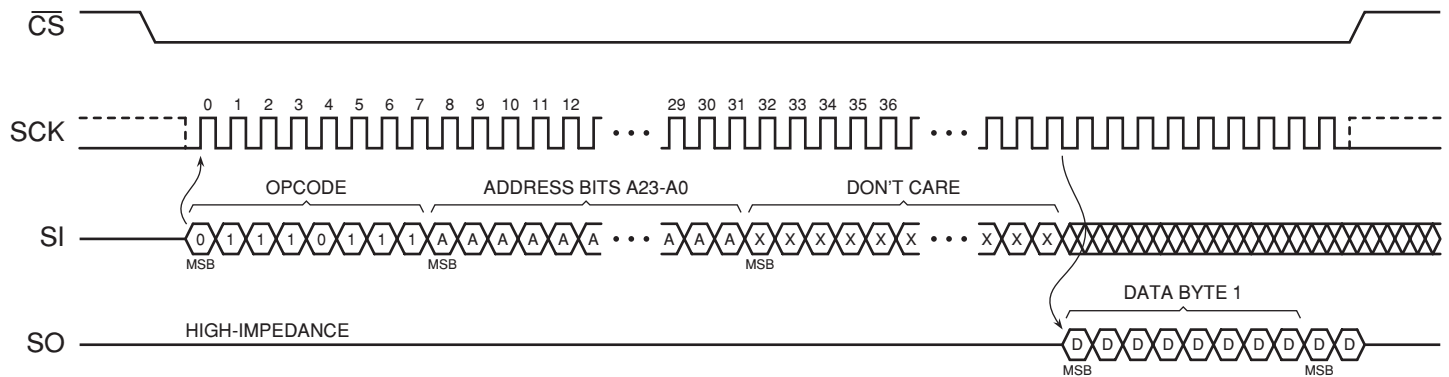 CS
0 1 2 3 4 5 6 7 8 9 10 11 12 29 30 31 32 33 34 35 36
SCK
OPCODE ADDRESS BITS A23-A0 DON'T CARE
SI 0 1 1 1 0 1 1 1 A A A A A A A A A X X X X X X X X X
MSB MSB MSB
DATA BYTE 1
HIGH-IMPEDANCE
SO D D D D D D D D D D
MSB MSB